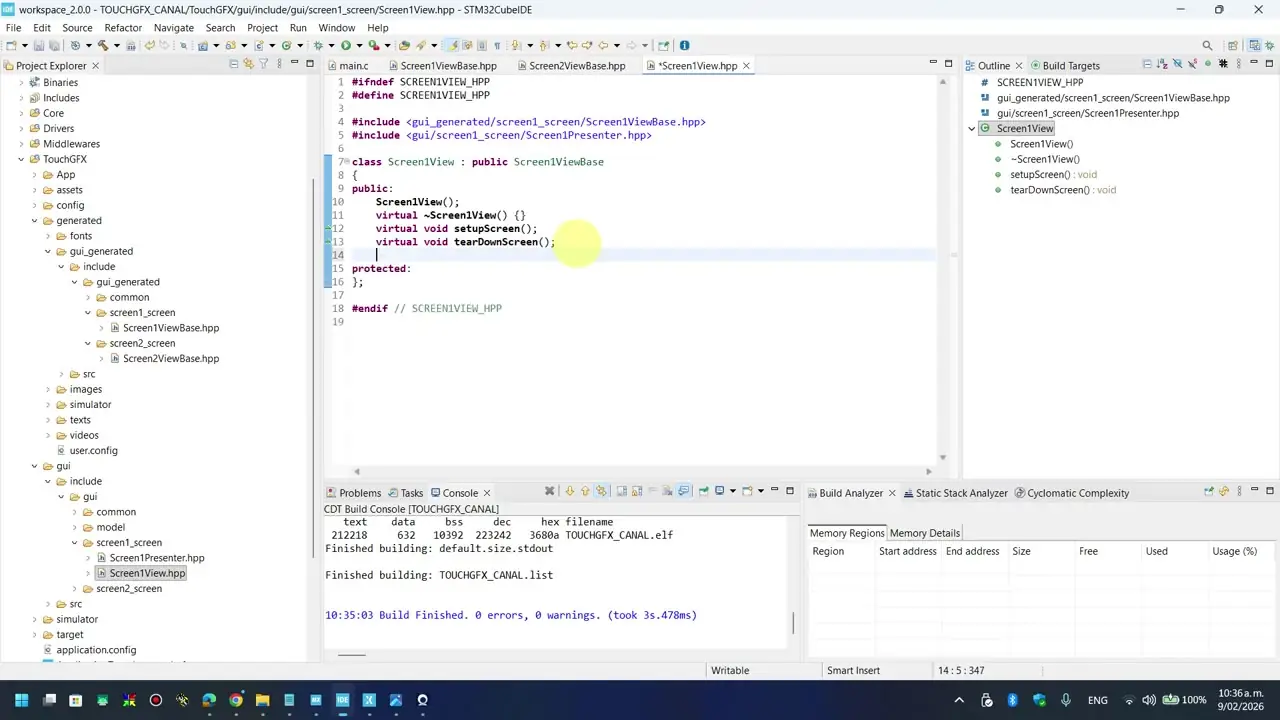 workspace_2.0.0 - TOUCHGFX_CANAL/TouchGFX/gui/include/gui/screen1_screen/Screen1View.hpp - STM32CubeIDE
File Edit Source Refactor Navigate Search Project Run Window Help
Project Explorer
Binaries
Includes
Core
Drivers
Middlewares
TouchGFX
App
assets
config
generated
fonts
gui_generated
include
gui_generated
common
screen1_screen
Screen1ViewBase.hpp
screen2_screen
Screen2ViewBase.hpp
src
images
simulator
texts
videos
user.config
gui
include
gui
common
model
screen1_screen
Screen1Presenter.hpp
Screen1View.hpp
screen2_screen
src
simulator
target
application.config
main.c Screen1ViewBase.hpp Screen2ViewBase.hpp *Screen1View.hpp
1 #ifndef SCREEN1VIEW_HPP
2 #define SCREEN1VIEW_HPP
3
4 #include <gui_generated/screen1_screen/Screen1ViewBase.hpp>
5 #include <gui/screen1_screen/Screen1Presenter.hpp>
6
7 class Screen1View : public Screen1ViewBase
8 {
9 public:
10 Screen1View();
11 virtual ~Screen1View() {}
12 virtual void setupScreen();
13 virtual void tearDownScreen();
14
15 protected:
16 };
17
18 #endif // SCREEN1VIEW_HPP
19
Outline Build Targets
SCREEN1VIEW_HPP
gui_generated/screen1_screen/Screen1ViewBase.hpp
gui/screen1_screen/Screen1Presenter.hpp
Screen1View
Screen1View()
~Screen1View()
setupScreen() : void
tearDownScreen() : void
Problems Tasks Console
CDT Build Console [TOUCHGFX_CANAL]
text data bss dec hex filename
212218 632 10392 223242 3680a TOUCHGFX_CANAL.elf
Finished building: default.size.stdout
Finished building: TOUCHGFX_CANAL.list
10:35:03 Build Finished. 0 errors, 0 warnings. (took 3s.478ms)
Build Analyzer Static Stack Analyzer Cyclomatic Complexity
Memory Regions Memory Details
Region Start address End address Size Free Used Usage (%)
Writable Smart Insert 14 : 5 : 347
ENG 100% 10:36 a.m.
9/02/2026